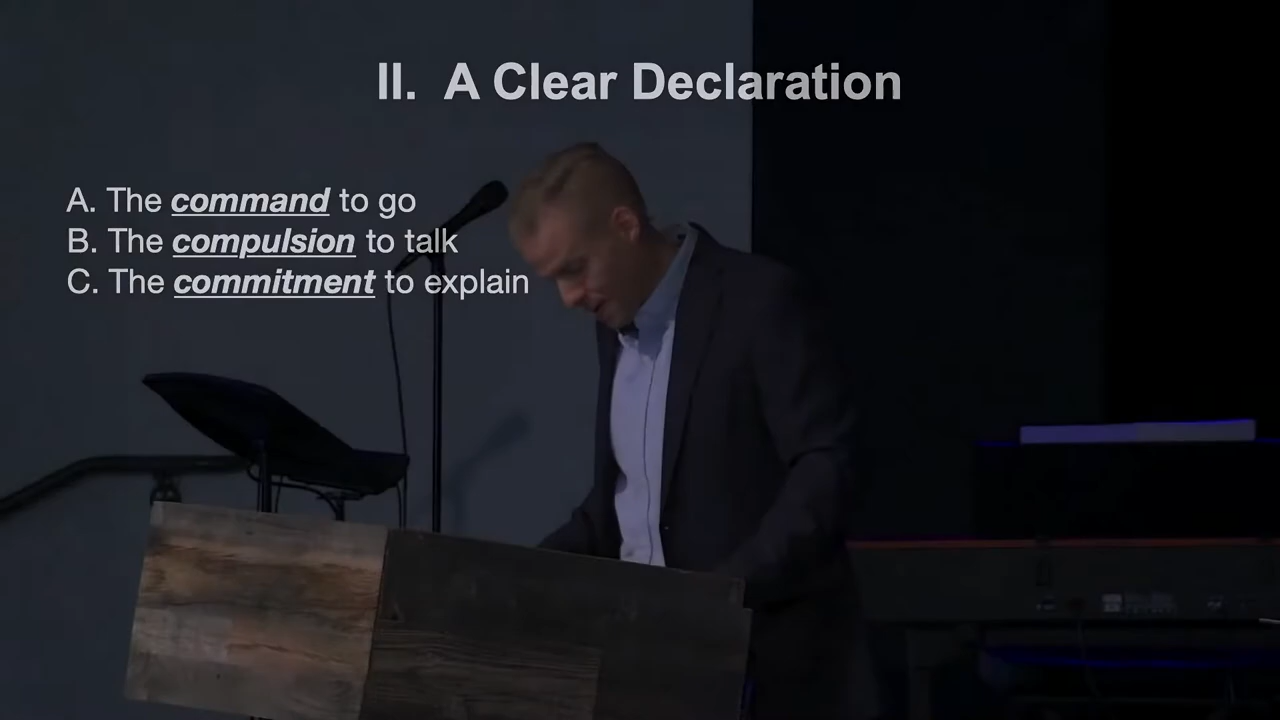 II. A Clear Declaration
A. The command to go
B. The compulsion to talk
C. The commitment to explain